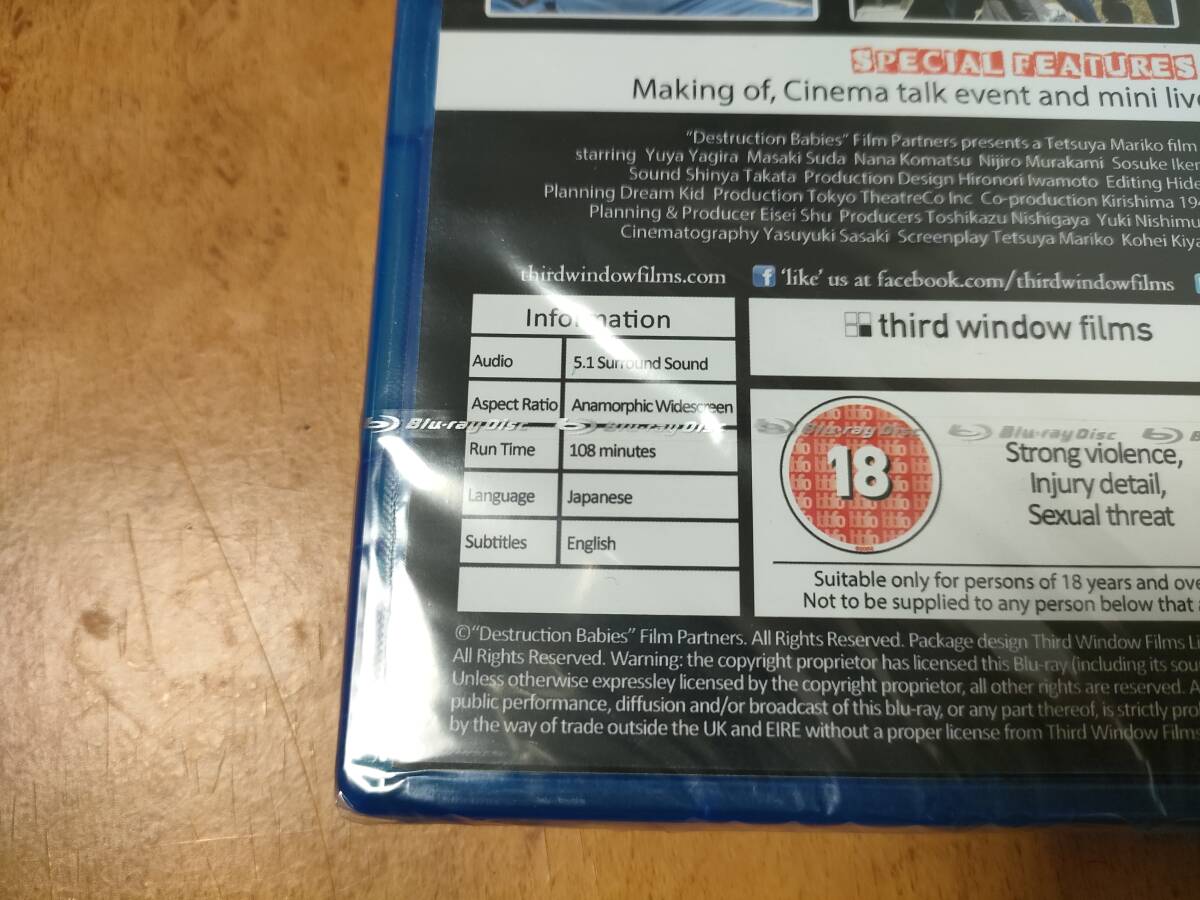 SPECIAL FEATURES
Making of, Cinema talk event and mini live
"Destruction Babies" Film Partners presents a Tetsuya Mariko film
starring Yuya Yagira Masaki Suda Nana Komatsu Nijiro Murakami Sosuke
Sound Shinya Takata Production Design Hironori Iwamoto Editing
Planning Dream Kid Production Tokyo TheatreCo Inc Co-production Kirishima
Planning & Producer Eisei Shu Producers Toshikazu Nishigaya Yuki
Cinematography Yasuyuki Sasaki Screenplay Tetsuya Mariko Kohei
thirdwindowfilms.com
f 'like' us at facebook.com/thirdwindowfilms
Information
Audio 5.1 Surround Sound
Aspect Ratio Anamorphic Widescreen
Run Time 108 minutes
Language Japanese
Subtitles English
third window films
Blu-ray Disc Blu-ray Disc Blu-ray Disc Blu-ray Disc
18
Strong violence,
Injury detail,
Sexual threat
Suitable only for persons of 18 years and
Not to be supplied to any person below that
©"Destruction Babies" Film Partners. All Rights Reserved. Package design Third Window Films
All Rights Reserved. Warning: the copyright proprietor has licensed this Blu-ray (including its
Unless otherwise expressley licensed by the copyright proprietor, all other rights are reserved.
public performance, diffusion and/or broadcast of this blu-ray, or any part thereof, is strictly
by the way of trade outside the UK and EIRE without a proper license from Third Window Films